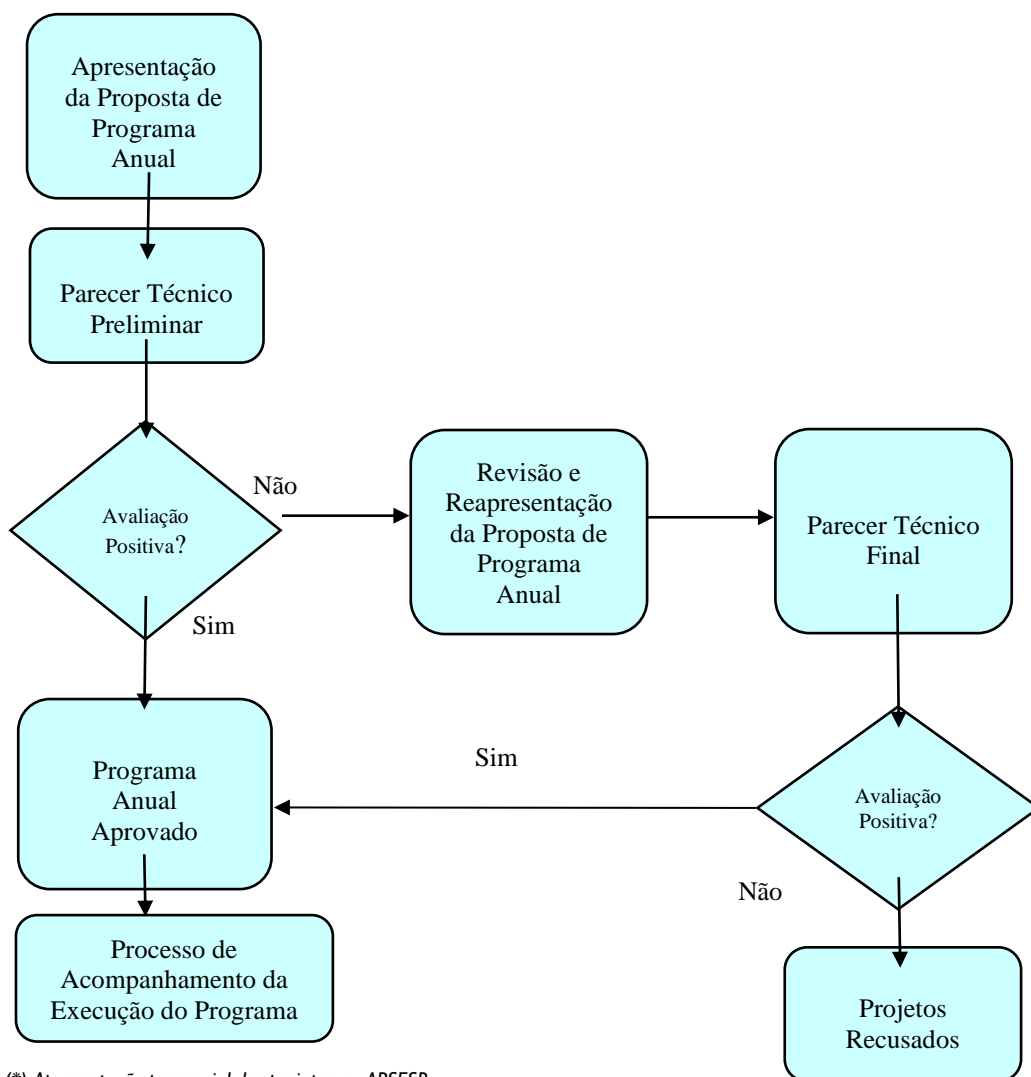 Apresentação
da Proposta de
Programa
Anual
Parecer Técnico
Preliminar
Avaliação
Positiva?
Não
Sim
Revisão e
Reapresentação
da Proposta de
Programa
Anual
Parecer Técnico
Final
Avaliação
Positiva?
Sim
Não
Programa
Anual
Aprovado
Processo de
Acompanhamento da
Execução do Programa
Projetos
Recusados